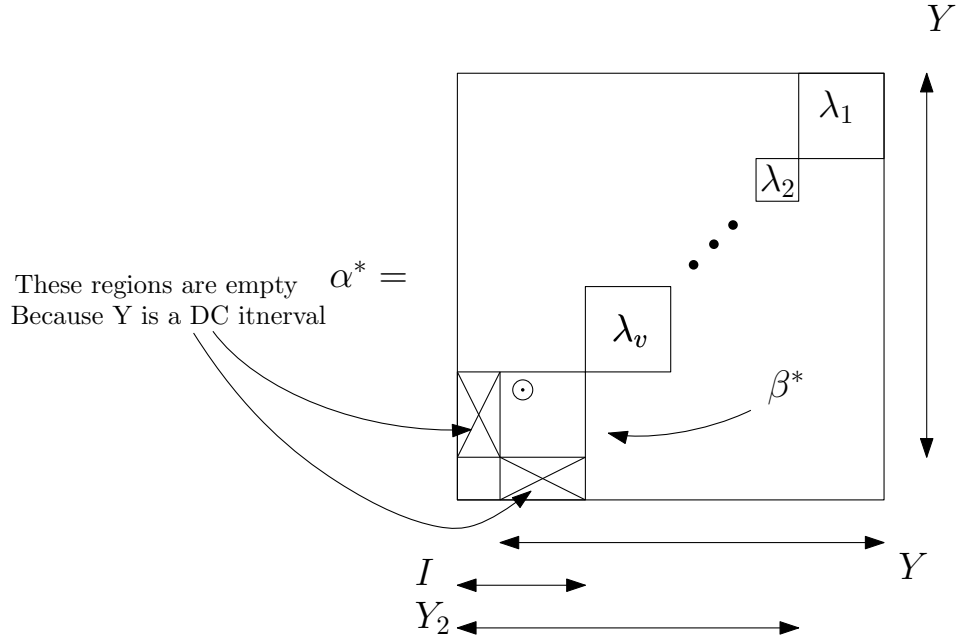 Y
λ₁
λ₂
α* =
These regions are empty
Because Y is a DC itnerval
λᵥ
⊙
β*
I
Y
Y₂